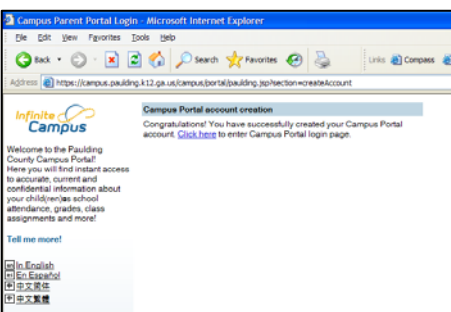 Campus Parent Portal Login - Microsoft Internet Explorer
File Edit View Favorites Tools Help
Back Search Favorites Links Compass
Address https://campus.paulding.k12.ga.us/campus/portal/paulding.jsp?section=createAccount
Infinite
Campus
Welcome to the Paulding
County Campus Portal!
Here you will find instant access
to accurate, current and
confidential information about
your child(ren)as school
attendance, grades, class
assignments and more!
Tell me more!
In English
En Español
中文简体
中文繁體
Campus Portal account creation
Congratulations! You have successfully created your Campus Portal
account. Click here to enter Campus Portal login page.